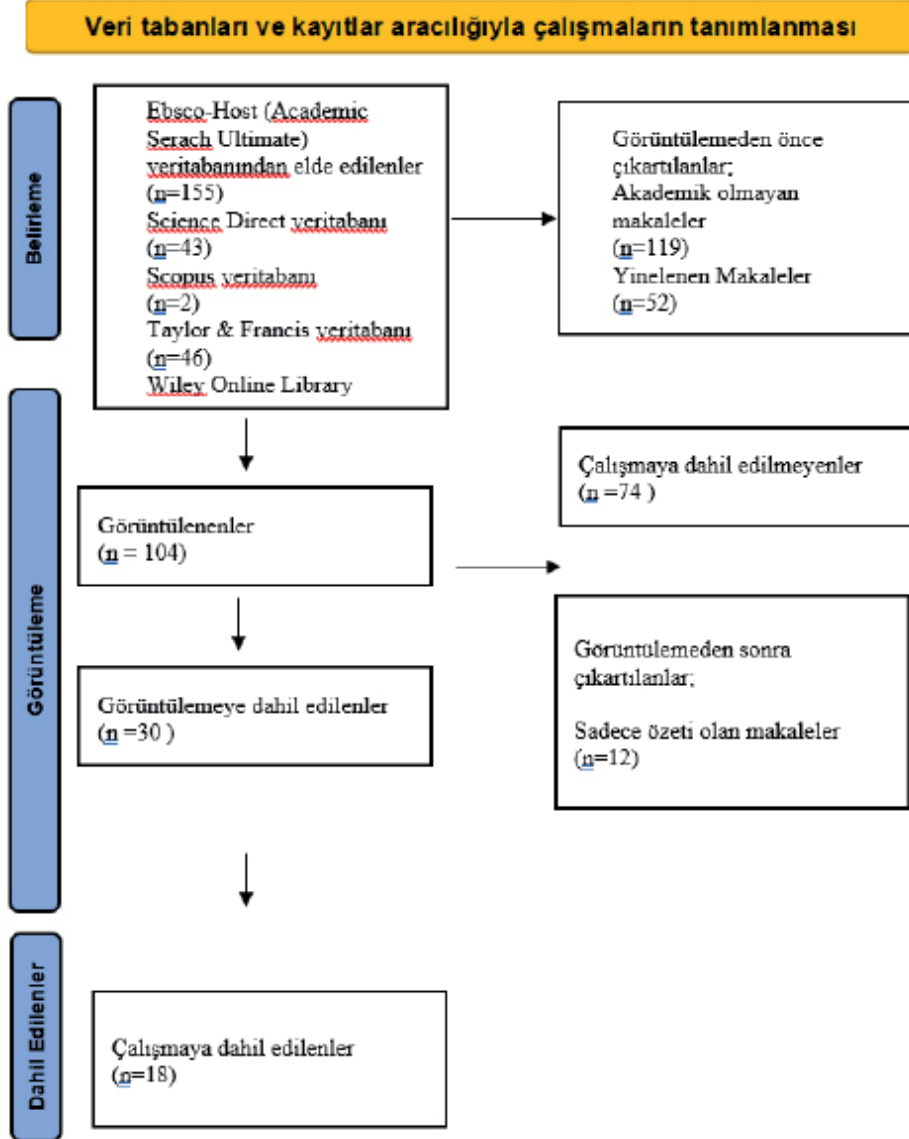 Veri tabanları ve kayıtlar aracılığıyla çalışmaların tanımlanması
Belirleme
Ebsco-Host (Academic
Serach Ultimate)
veritabanından elde edilenler
(n=155)
Science Direct veritabanı
(n=43)
Scopus veritabanı
(n=2)
Taylor & Francis veritabanı
(n=46)
Wiley Online Library
Görüntülemeden önce
çıkartılanlar;
Akademik olmayan
makaleler
(n=119)
Yinelenen Makaleler
(n=52)
Görüntüleme
Görüntülenenler
(n = 104)
Çalışmaya dahil edilmeyenler
(n =74 )
Görüntülemeye dahil edilenler
(n =30 )
Görüntülemeden sonra
çıkartılanlar;
Sadece özeti olan makaleler
(n=12)
Dahil Edilenler
Çalışmaya dahil edilenler
(n=18)